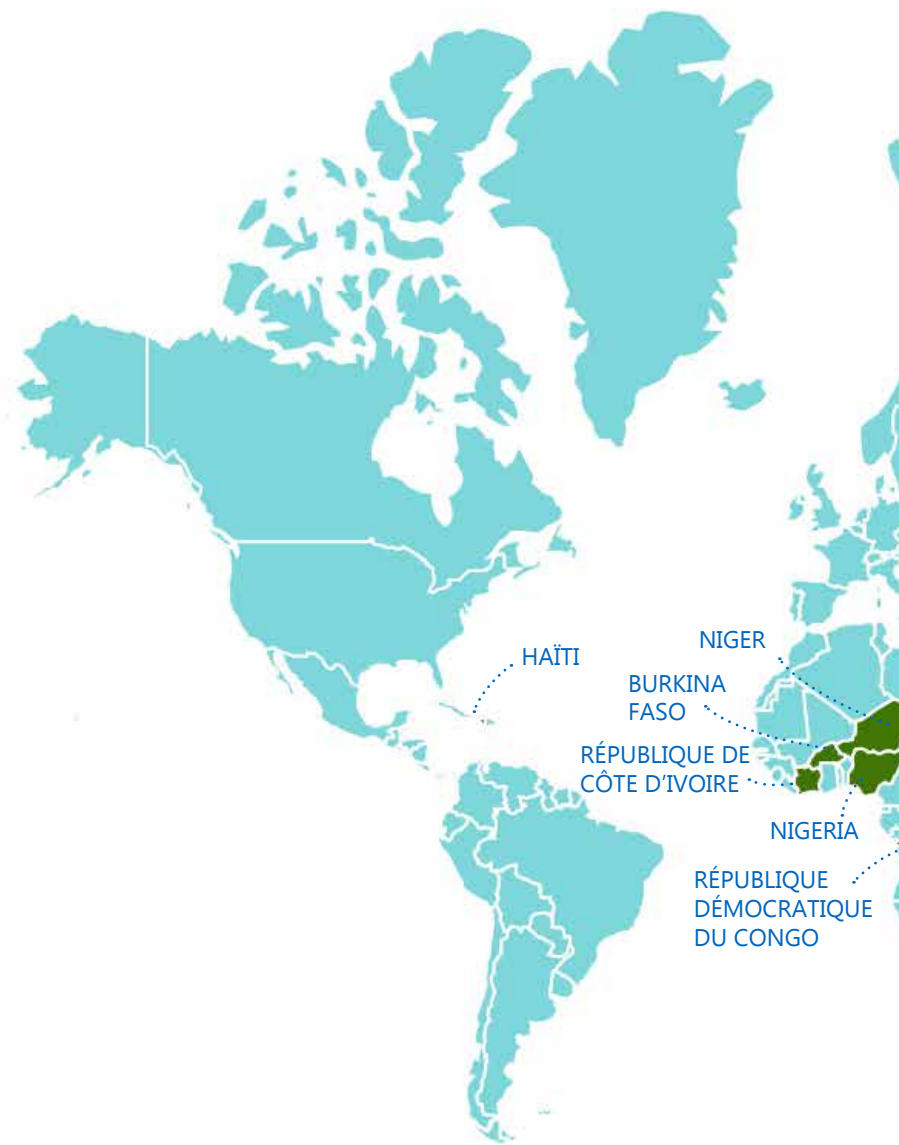 HAÏTI
NIGER
BURKINA
FASO
RÉPUBLIQUE DE
CÔTE D’IVOIRE
NIGERIA
RÉPUBLIQUE
DÉMOCRATIQUE
DU CONGO